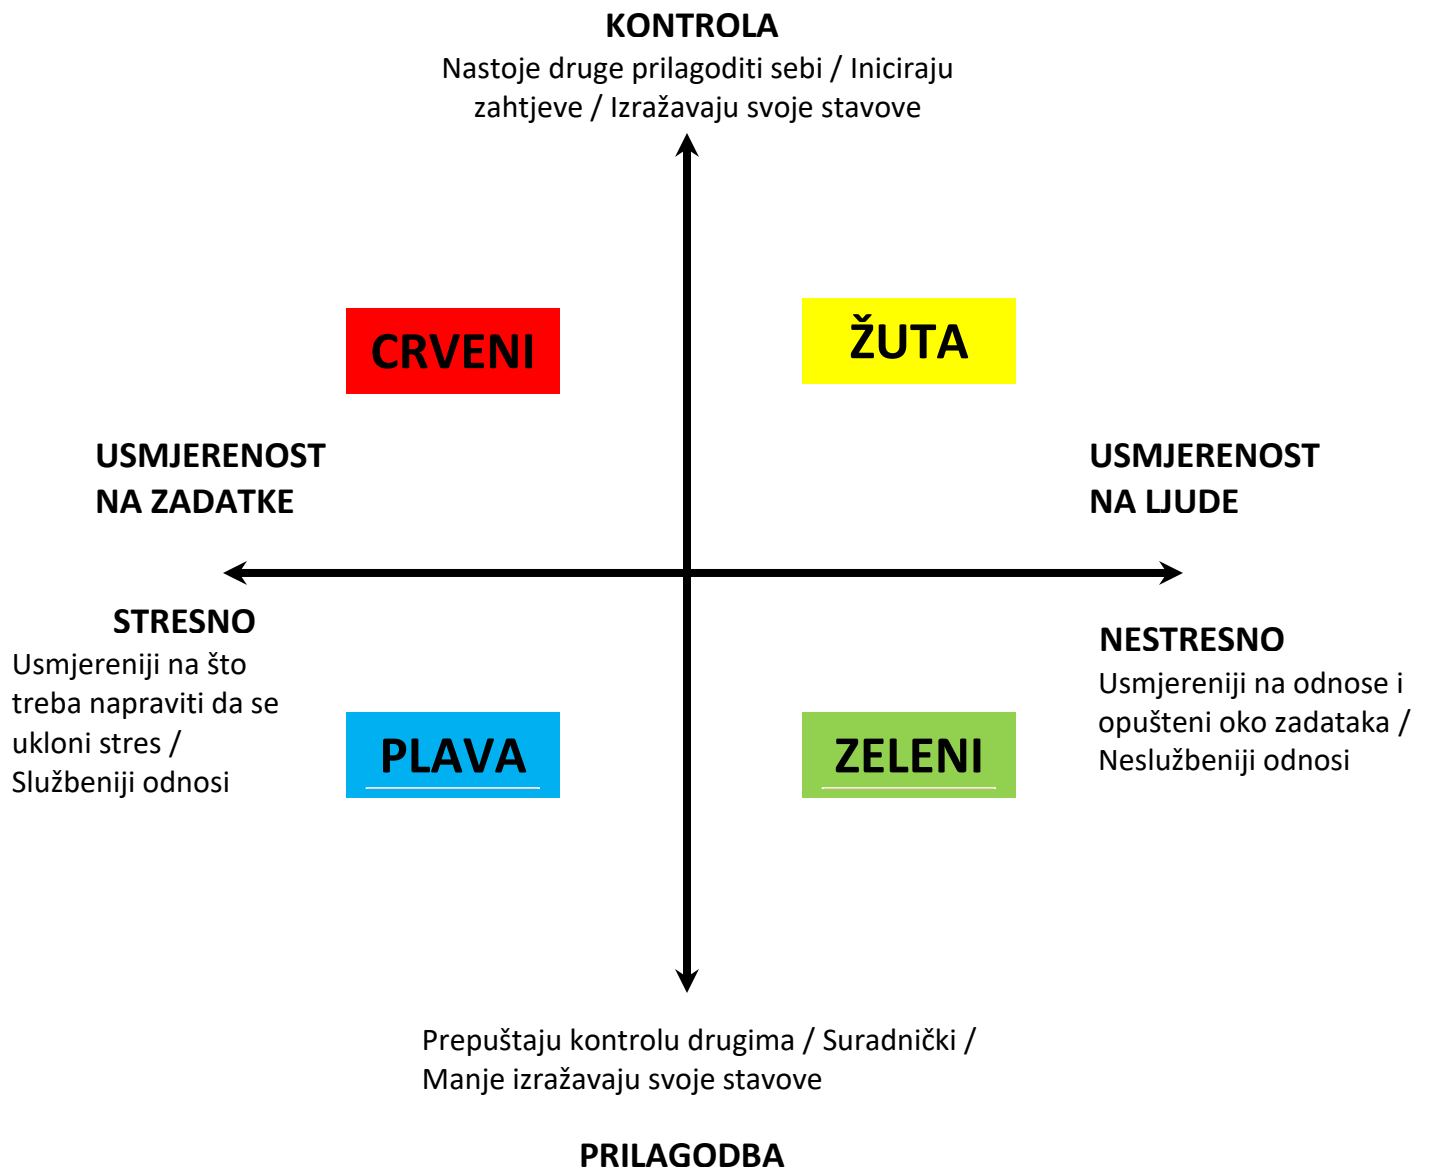 KONTROLA
Nastoje druge prilagoditi sebi / Iniciraju
zahtjeve / Izražavaju svoje stavove
CRVENI
ŽUTA
USMJERENOST
NA ZADATKE
USMJERENOST
NA LJUDE
STRESNO
Usmjereniji na što
treba napraviti da se
ukloni stres /
Službeniji odnosi
NESTRESNO
Usmjereniji na odnose i
opušteni oko zadataka /
Neslužbeniji odnosi
PLAVA
ZELENI
Prepuštaju kontrolu drugima / Suradnički /
Manje izražavaju svoje stavove
PRILAGODBA